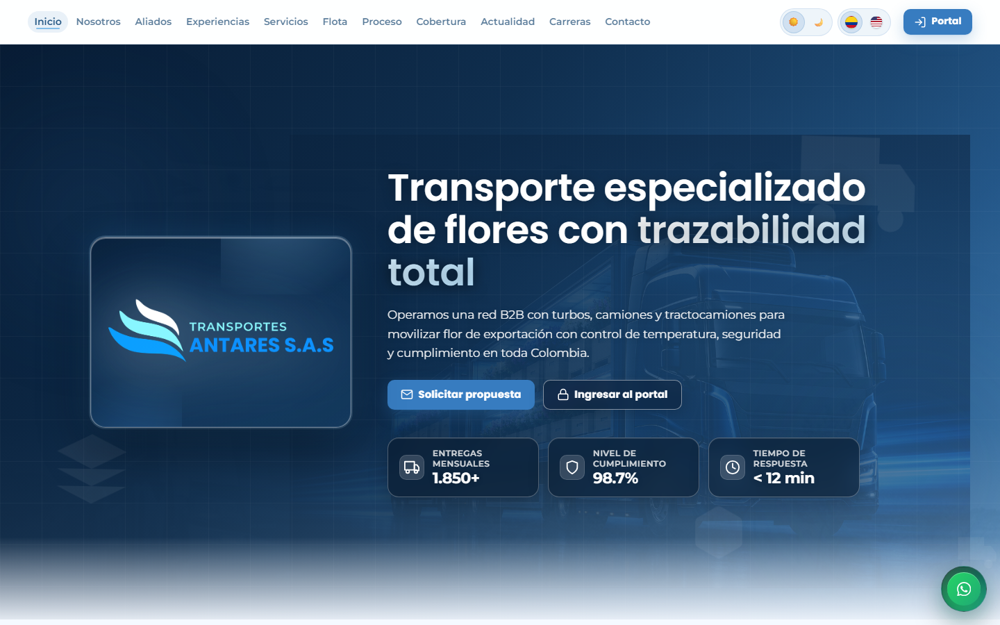 Inicio Nosotros Aliados Experiencias Servicios Flota Proceso Cobertura Actualidad Carreras Contacto Portal
Transporte especializado
de flores con trazabilidad
total
TRANSPORTES
ANTARES S.A.S
Operamos una red B2B con turbos, camiones y tractocamiones para
movilizar flor de exportación con control de temperatura, seguridad
y cumplimiento en toda Colombia.
Solicitar propuesta Ingresar al portal
ENTREGAS
MENSUALES
1.850+
NIVEL DE
CUMPLIMIENTO
98.7%
TIEMPO DE
RESPUESTA
< 12 min